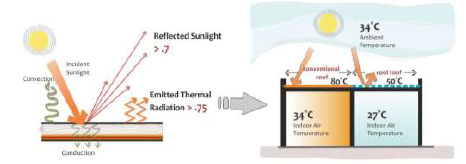 Reflected Sunlight
> .7
Incident
Sunlight
Convection
Emitted Thermal
Radiation > .75
Conduction
34°C
Ambient
Temperature
conventional
roof
80°C
cool roof
50°C
34°C
Indoor Air
Temperature
27°C
Indoor Air
Temperature